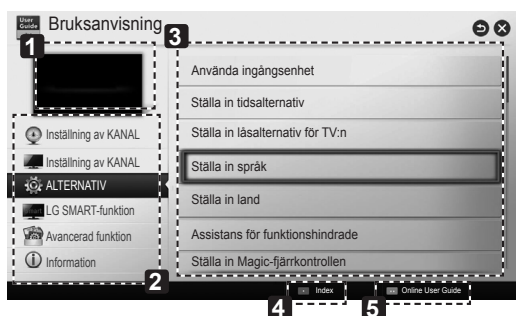 User Guide Bruksanvisning
1
3
Använda ingångsenhet
Ställa in tidsalternativ
Ställa in låsalternativ för TV:n
Ställa in språk
Ställa in land
Assistans för funktionshindrade
Ställa in Magic-fjärrkontrollen
Inställning av KANAL
Inställning av KANAL
ALTERNATIV
LG SMART-funktion
Avancerad funktion
Information
2
Index
Online User Guide
4
5